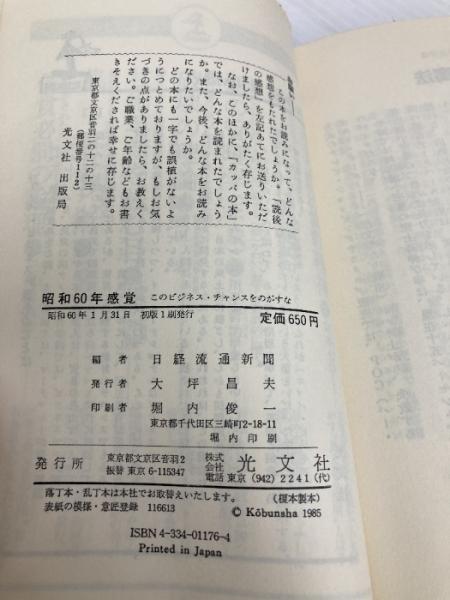 この本をお読みになって、どんな
感想をもたれたでしょうか。「読後
の感想」を左記あてにお送りいただ
けましたら、ありがたく存じます。
なお、このほかに、「カッパの本」
では、どんな本を読まれたでしょう
か。また、今後、どんな本をお読み
になりたいでしょうか。
どの本にも一字でも誤植がないよ
うにつとめておりますが、もしお気
づきの点がありましたら、お教えく
ださい。ご職業、ご年齢などもお書
きそえくだされば幸せに存じます。
東京都文京区音羽二の十二の十三
(郵便番号112)
光文社 出版局
昭和60年感覚 このビジネス・チャンスをのがすな
昭和60年1月31日 初版1刷発行 定価650円
編者 日経流通新聞
発行者 大坪昌夫
印刷者 堀内俊一
東京都千代田区三崎町2-18-11
堀内印刷
発行所 東京都文京区音羽2 振替 東京6-115347 株式会社 光文社 電話 東京(942)2241(代)
落丁本・乱丁本は本社でお取替えいたします。 (榎本製本)
表紙の模様・意匠登録 116613 © Kōbunsha 1985
ISBN 4-334-01176-4
Printed in Japan